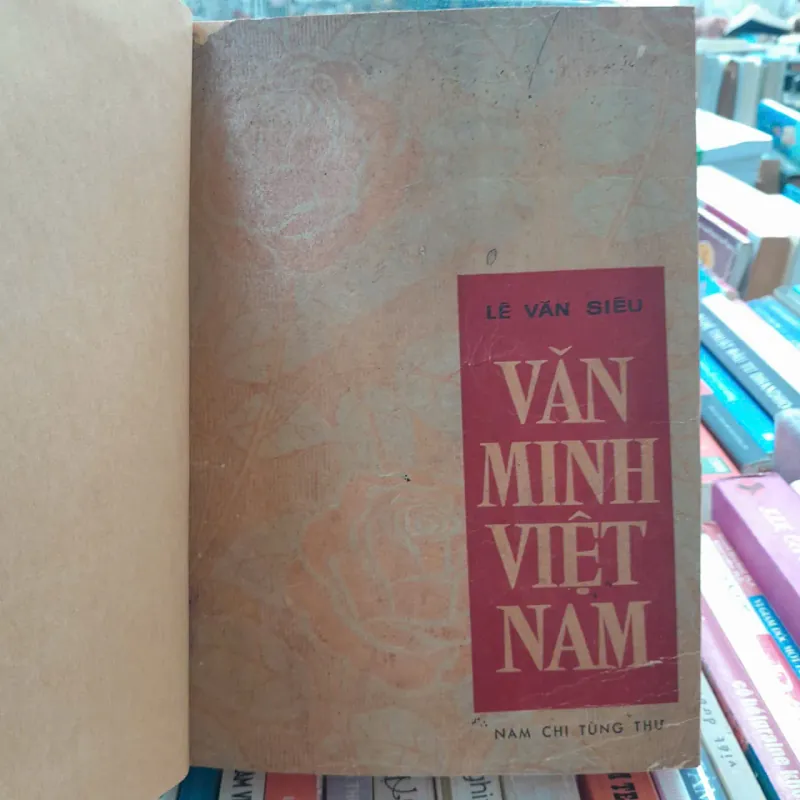 LÊ VĂN SIÊU
VĂN
MINH
VIỆT
NAM
NAM CHI TÙNG THƯ